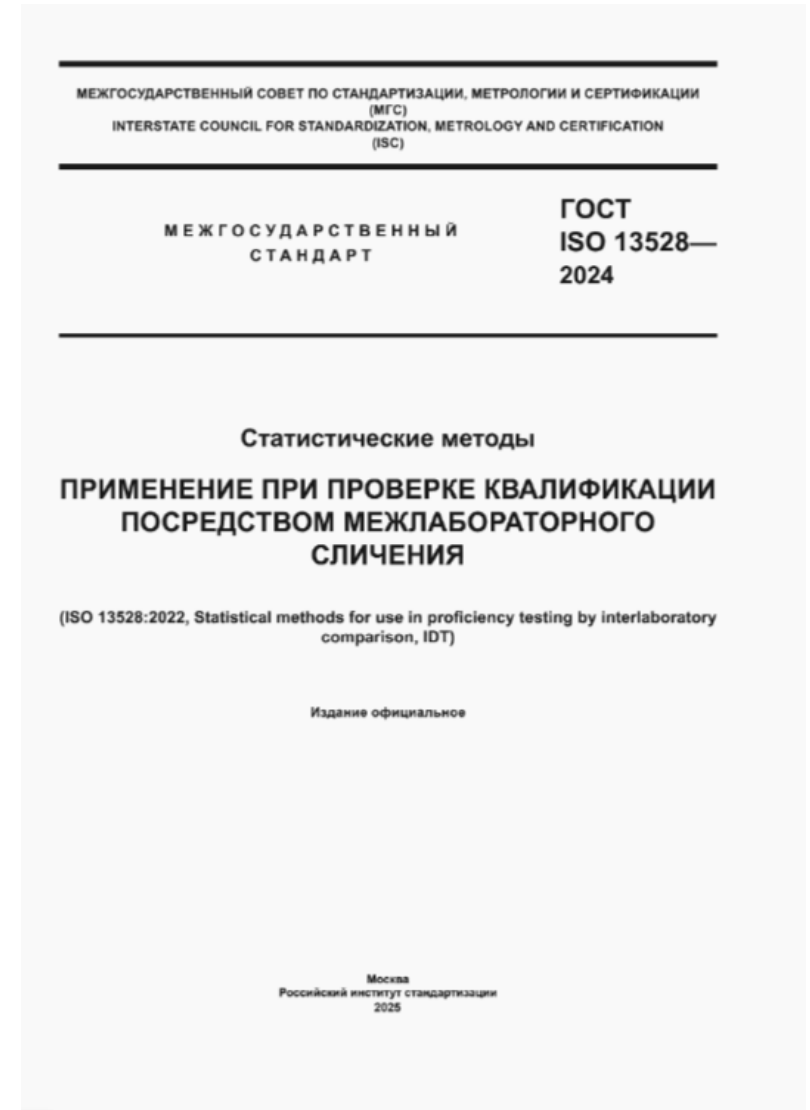 МЕЖГОСУДАРСТВЕННЫЙ СОВЕТ ПО СТАНДАРТИЗАЦИИ, МЕТРОЛОГИИ И СЕРТИФИКАЦИИ
(МГС)
INTERSTATE COUNCIL FOR STANDARDIZATION, METROLOGY AND CERTIFICATION
(ISC)
МЕЖГОСУДАРСТВЕННЫЙ
СТАНДАРТ
ГОСТ
ISO 13528—
2024
Статистические методы
ПРИМЕНЕНИЕ ПРИ ПРОВЕРКЕ КВАЛИФИКАЦИИ
ПОСРЕДСТВОМ МЕЖЛАБОРАТОРНОГО
СЛИЧЕНИЯ
(ISO 13528:2022, Statistical methods for use in proficiency testing by interlaboratory
comparison, IDT)
Издание официальное
Москва
Российский институт стандартизации
2025